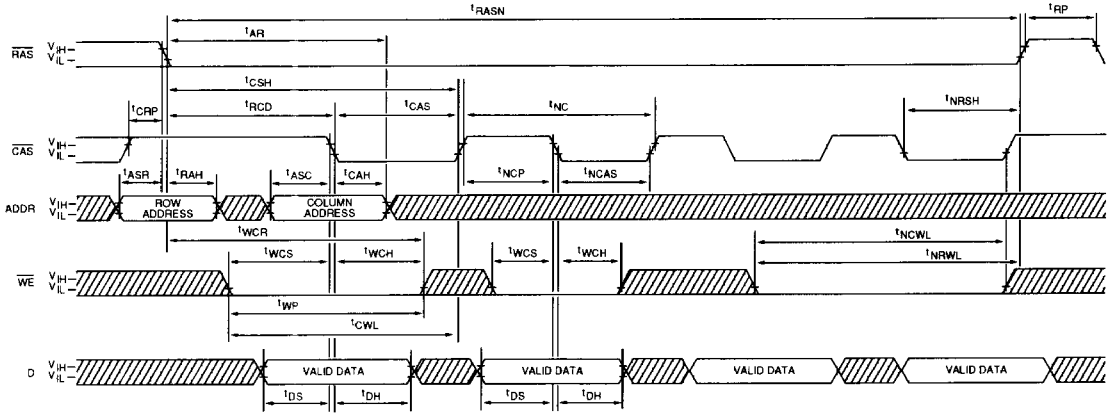 tRASN
tRP
tAR
RAS
VIH
VIL
tCSH
tCRP
tRCD
tCAS
tNC
tNRSH
CAS
VIH
VIL
tASR
tRAH
tASC
tCAH
tNCP
tNCAS
ADDR
VIH
VIL
ROW
ADDRESS
COLUMN
ADDRESS
tWCR
tNCWL
tWCS
tWCH
tWCS
tWCH
tNRWL
WE
VIH
VIL
tWP
tCWL
D
VIH
VIL
VALID DATA
VALID DATA
VALID DATA
VALID DATA
tDS
tDH
tDS
tDH